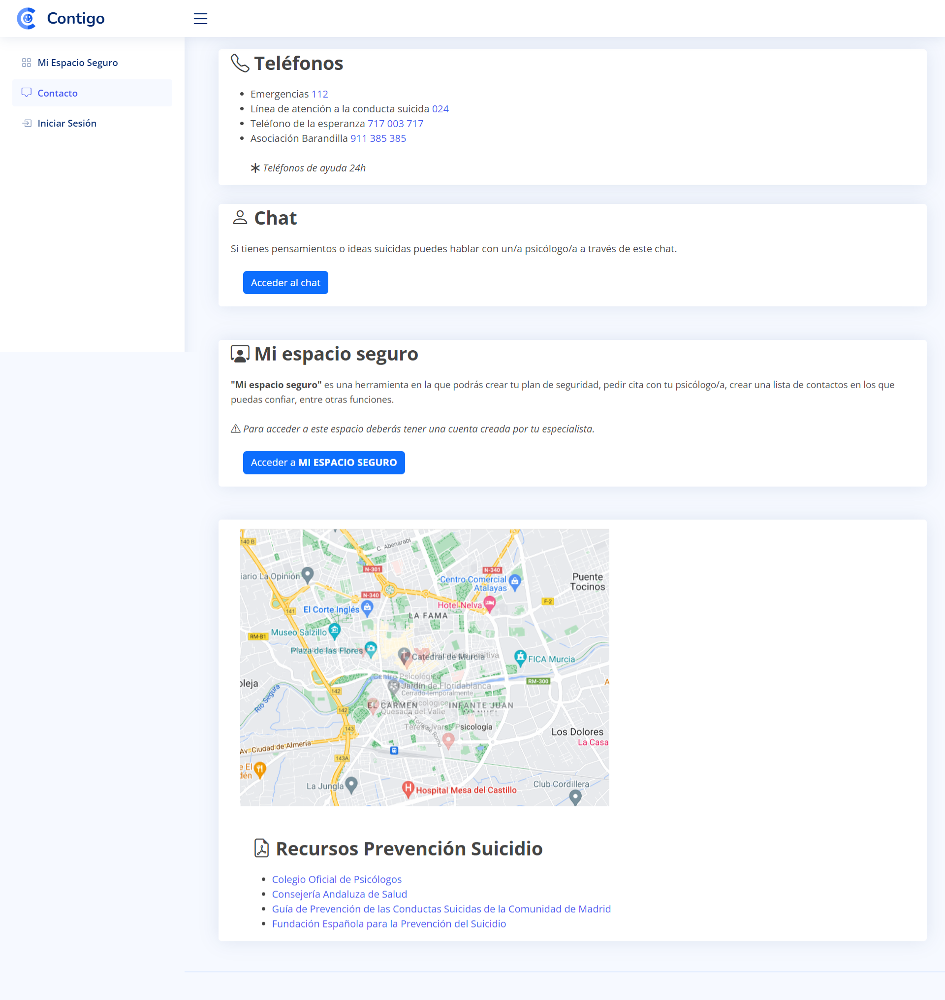 Contigo
Mi Espacio Seguro
Contacto
Iniciar Sesión
Teléfonos
Emergencias 112
Línea de atención a la conducta suicida 024
Teléfono de la esperanza 717 003 717
Asociación Barandilla 911 385 385
Teléfonos de ayuda 24h
Chat
Si tienes pensamientos o ideas suicidas puedes hablar con un/a psicólogo/a a través de este chat.
Acceder al chat
Mi espacio seguro
"Mi espacio seguro" es una herramienta en la que podrás crear tu plan de seguridad, pedir cita con tu psicólogo/a, crear una lista de contactos en los que
puedas confiar, entre otras funciones.
Para acceder a este espacio deberás tener una cuenta creada por tu especialista.
Acceder a MI ESPACIO SEGURO
140 B
C. Abenarabi
N-301
N-340
iario La Opinión
Centro Comercial
Atalayas
Puente
Tocinos
N-340
Hotel Nelva
F-2
141
El Corte Inglés
LA FAMA
Museo Salzillo
RM-B1
Plaza de las Flores
Catedral de Murcia
Psicología positiva
FICA Murcia
Centro Psicológico
RM-300
A
oleja
Río Segura
142
Jardín de Floridablanca
Cerrado temporalmente
EL CARMEN
Psicologico
INFANTE JUAN
MANUEL
142
Quesada del Valle
C. Torre de Romo
143
Teresa Ivars - Psicología
Los Dolores
La Casa
Av. Ciudad de Almería
143A
e El
dén
La Jungla
Hospital Mesa del Castillo
Club Cordillera
Recursos Prevención Suicidio
Colegio Oficial de Psicólogos
Consejería Andaluza de Salud
Guía de Prevención de las Conductas Suicidas de la Comunidad de Madrid
Fundación Española para la Prevención del Suicidio